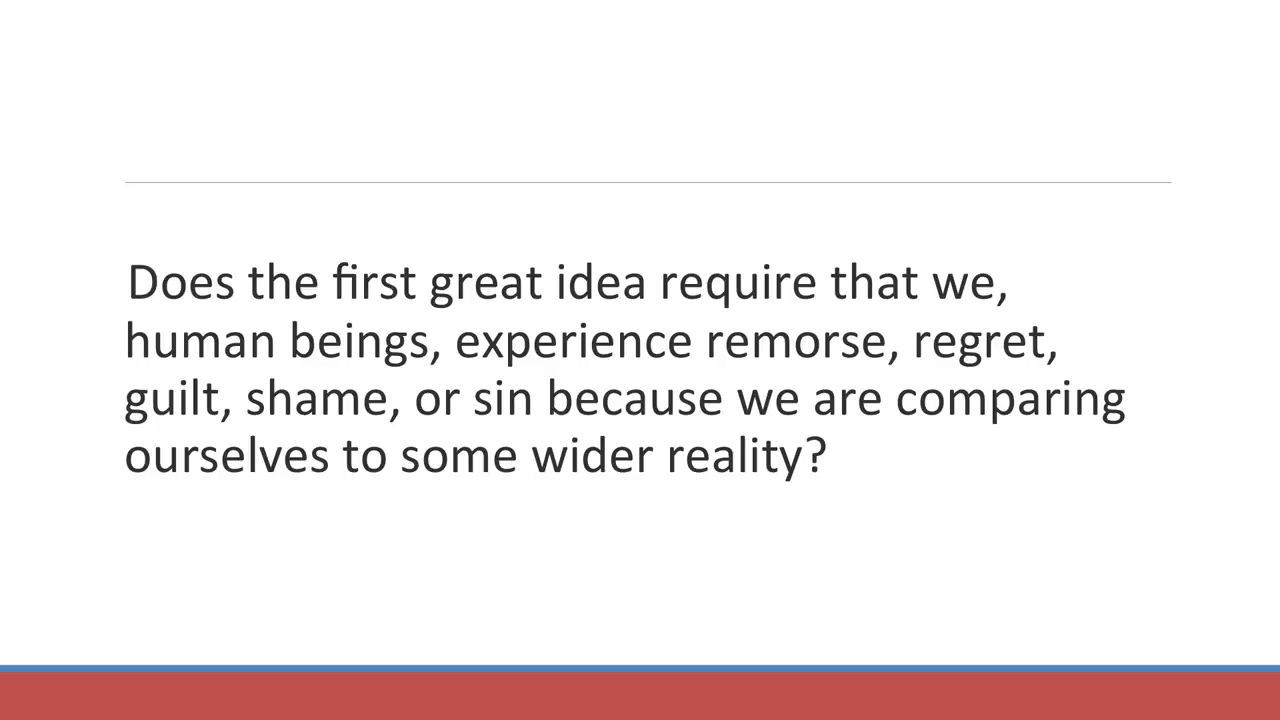 Does the first great idea require that we,
human beings, experience remorse, regret,
guilt, shame, or sin because we are comparing
ourselves to some wider reality?